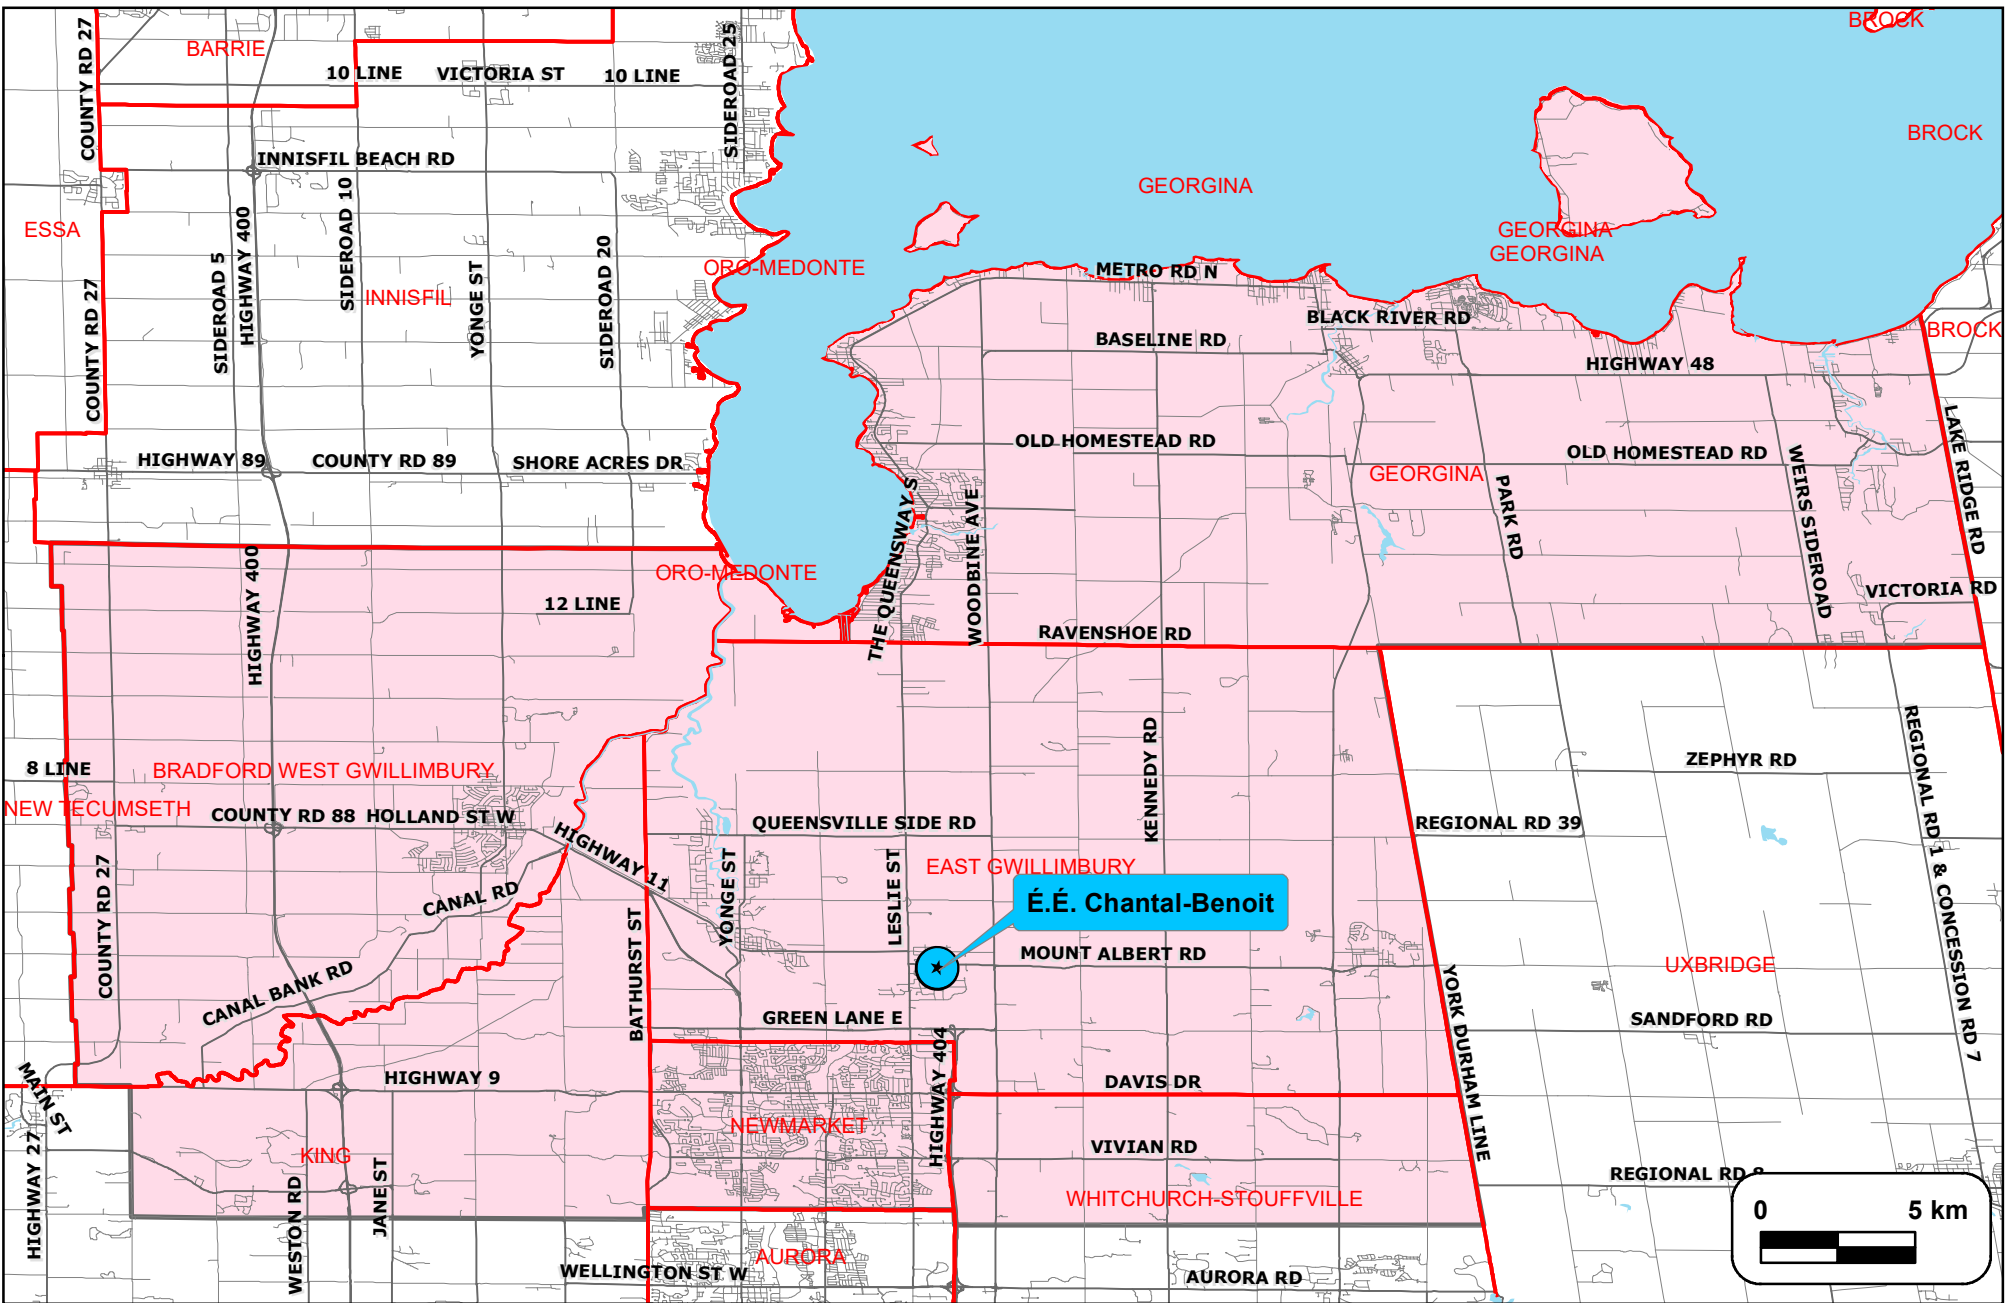 BROCK
COUNTY RD 27
BARRIE
SIDEROAD 25
10 LINE
VICTORIA ST
10 LINE
BROCK
INNISFIL BEACH RD
GEORGINA
SIDEROAD 10
ESSA
HIGHWAY 400
GEORGINA
SIDEROAD 20
SIDEROAD 5
GEORGINA
ORO-MEDONTE
METRO RD N
YONGE ST
INNISFIL
COUNTY RD 27
BLACK RIVER RD
BROCK
BASELINE RD
HIGHWAY 48
LAKE RIDGE RD
OLD HOMESTEAD RD
OLD HOMESTEAD RD
HIGHWAY 89
COUNTY RD 89
SHORE ACRES DR
GEORGINA
WEIRS SIDEROAD
PARK RD
THE QUEENSWAY S
WOODBINE AVE
HIGHWAY 400
ORO-MEDONTE
VICTORIA RD
12 LINE
RAVENSHOE RD
KENNEDY RD
REGIONAL RD 1 & CONCESSION RD 7
ZEPHYR RD
8 LINE
BRADFORD WEST GWILLIMBURY
NEW TECUMSETH
COUNTY RD 88
HOLLAND ST W
QUEENSVILLE SIDE RD
REGIONAL RD 39
HIGHWAY 11
EAST GWILLIMBURY
YONGE ST
LESLIE ST
COUNTY RD 27
CANAL RD
É.É. Chantal-Benoit
BATHURST ST
MOUNT ALBERT RD
UXBRIDGE
YORK DURHAM LINE
CANAL BANK RD
GREEN LANE E
SANDFORD RD
HIGHWAY 404
MAIN ST
HIGHWAY 9
DAVIS DR
NEWMARKET
HIGHWAY 27
KING
VIVIAN RD
JANE ST
WESTON RD
REGIONAL RD 8
WHITCHURCH-STOUFFVILLE
0
5 km
AURORA
WELLINGTON ST W
AURORA RD